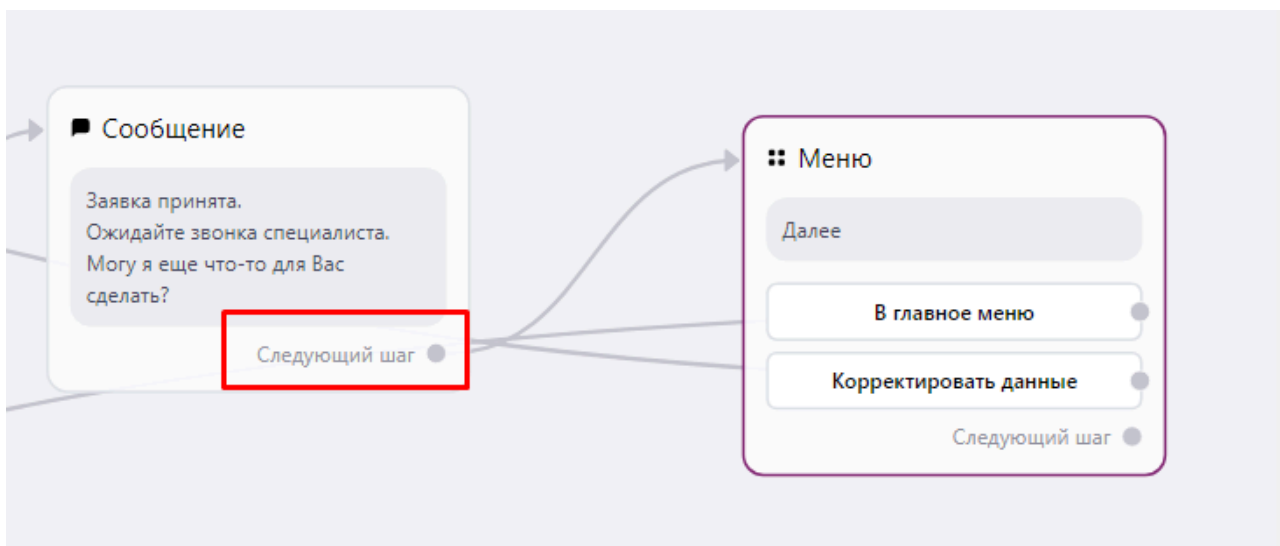 Сообщение
Заявка принята.
Ожидайте звонка специалиста.
Могу я еще что-то для Вас
сделать?
Следующий шаг
Меню
Далее
В главное меню
Корректировать данные
Следующий шаг